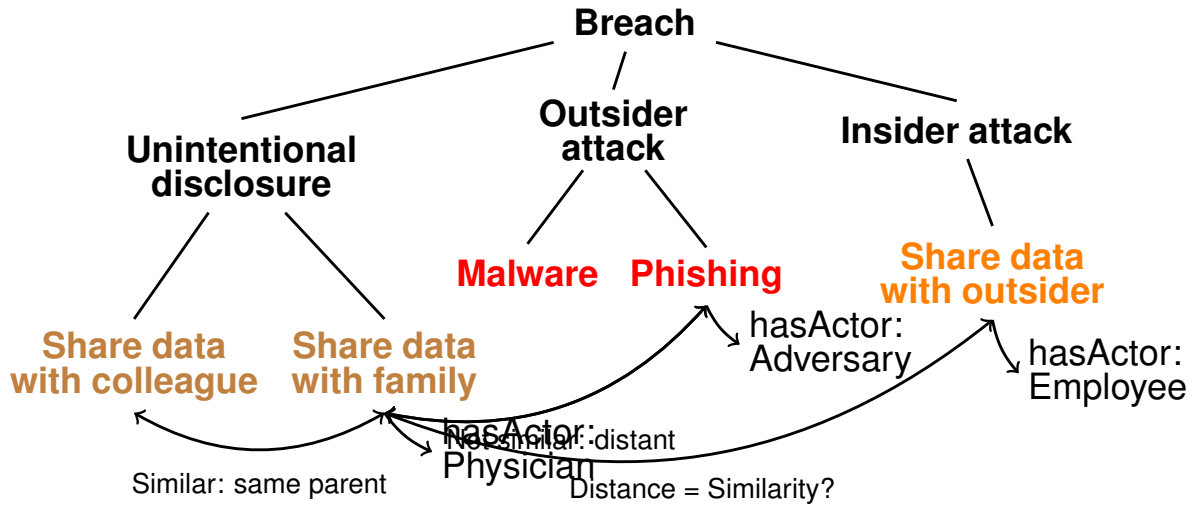 Breach
Unintentional
disclosure
Outsider
attack
Insider attack
Malware
Phishing
Share data
with outsider
Share data
with colleague
Share data
with family
hasActor:
Adversary
hasActor:
Employee
hasActor:
Physician
Not similar: distant
Similar: same parent
Distance = Similarity?